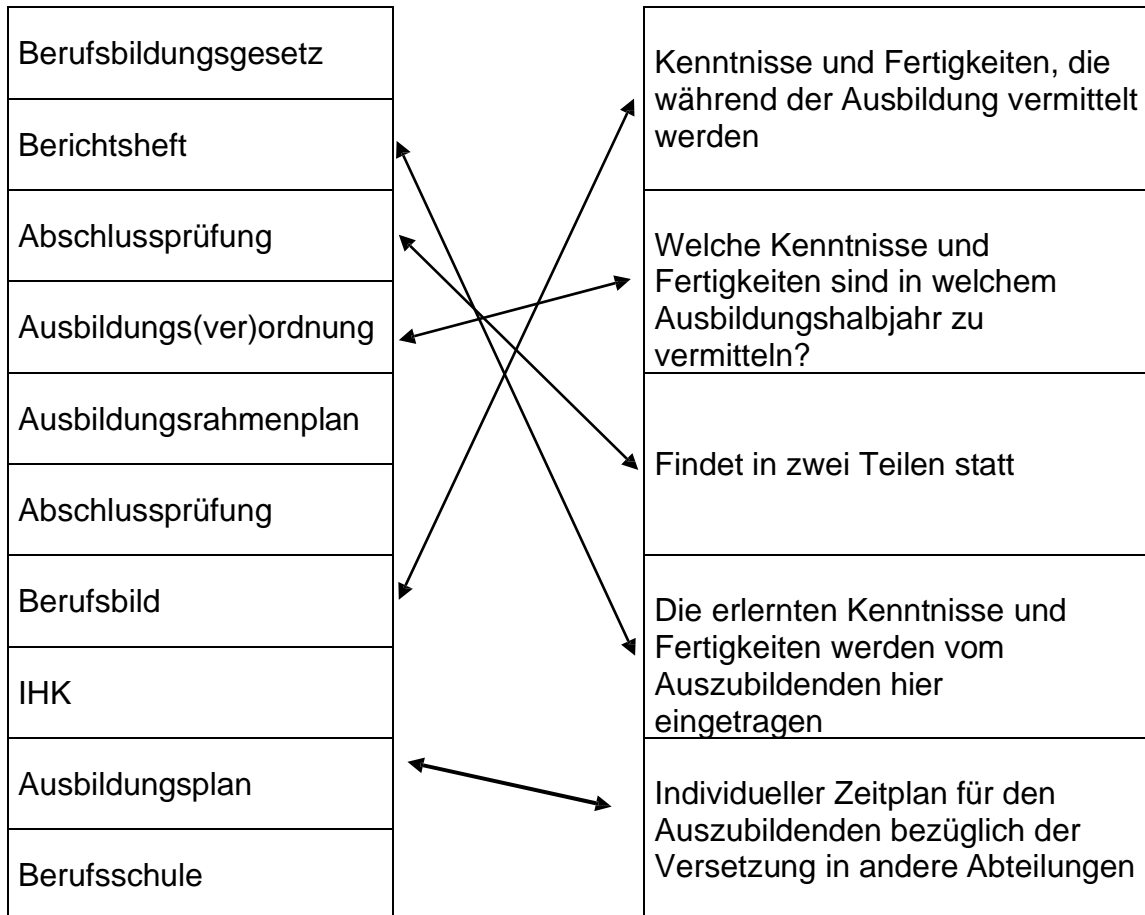 Berufsbildungsgesetz
Berichtsheft
Abschlussprüfung
Ausbildungs(ver)ordnung
Ausbildungsrahmenplan
Abschlussprüfung
Berufsbild
IHK
Ausbildungsplan
Berufsschule
Kenntnisse und Fertigkeiten, die
während der Ausbildung vermittelt
werden
Welche Kenntnisse und
Fertigkeiten sind in welchem
Ausbildungshalbjahr zu
vermitteln?
Findet in zwei Teilen statt
Die erlernten Kenntnisse und
Fertigkeiten werden vom
Auszubildenden hier
eingetragen
Individueller Zeitplan für den
Auszubildenden bezüglich der
Versetzung in andere Abteilungen